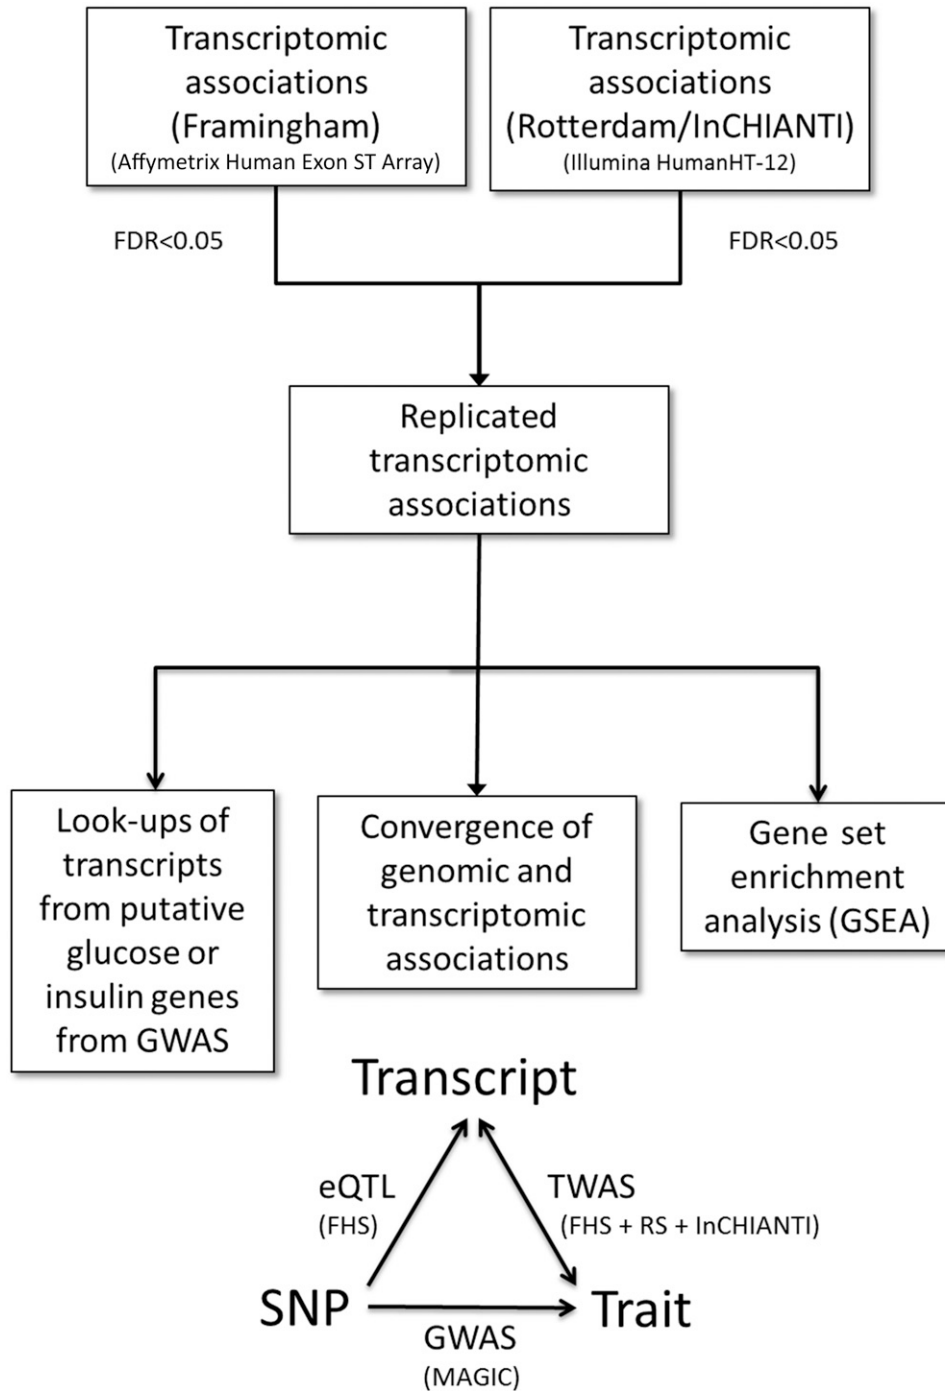 Transcriptomic
associations
(Framingham)
(Affymetrix Human Exon ST Array)
Transcriptomic
associations
(Rotterdam/InCHIANTI)
(Illumina HumanHT-12)
FDR<0.05
FDR<0.05
Replicated
transcriptomic
associations
Look-ups of
transcripts
from putative
glucose or
insulin genes
from GWAS
Convergence of
genomic and
transcriptomic
associations
Gene set
enrichment
analysis (GSEA)
Transcript
eQTL
(FHS)
TWAS
(FHS + RS + InCHIANTI)
SNP
Trait
GWAS
(MAGIC)